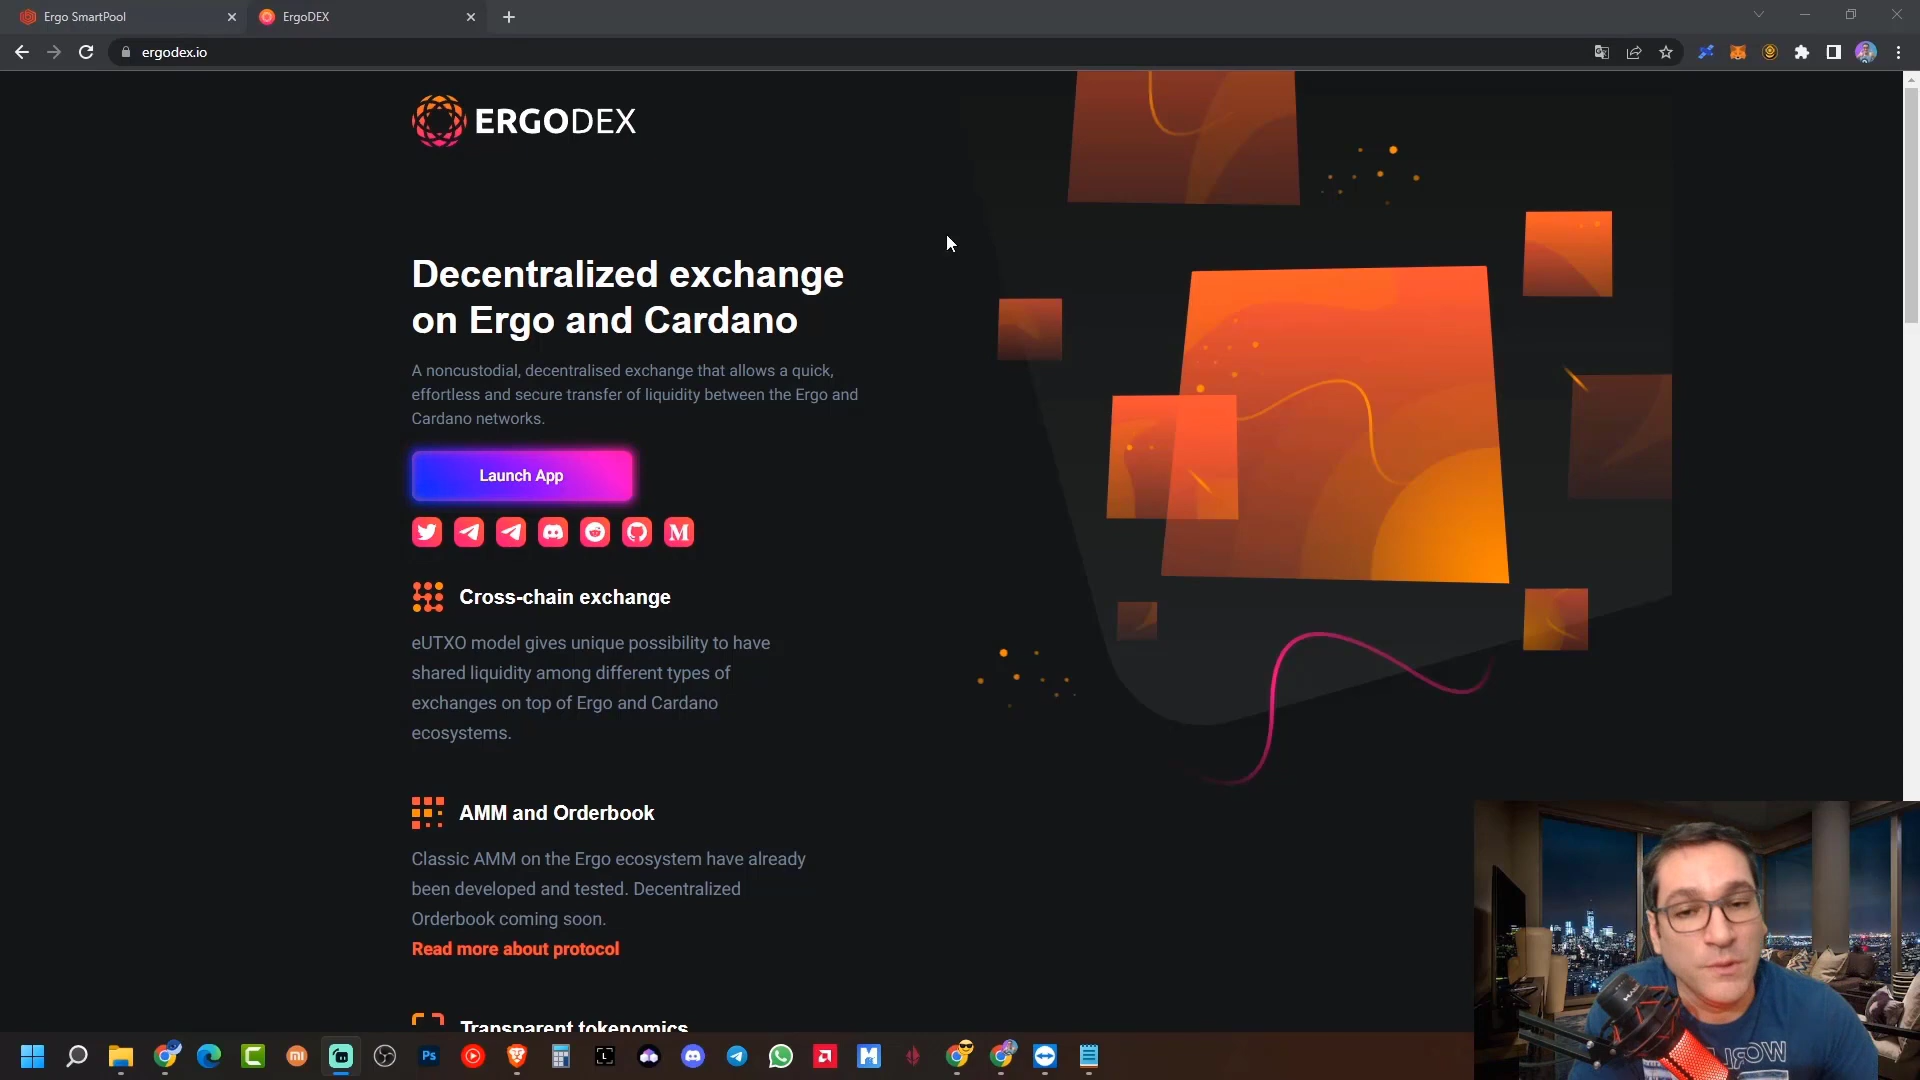 Ergo SmartPool
ErgoDEX
ergodex.io
ERGODEX
Decentralized exchange
on Ergo and Cardano
A noncustodial, decentralised exchange that allows a quick,
effortless and secure transfer of liquidity between the Ergo and
Cardano networks.
Launch App
M
Cross-chain exchange
eUTXO model gives unique possibility to have
shared liquidity among different types of
exchanges on top of Ergo and Cardano
ecosystems.
AMM and Orderbook
Classic AMM on the Ergo ecosystem have already
been developed and tested. Decentralized
Orderbook coming soon.
Read more about protocol
Transparent tokenomics
mi
Ps
L
M